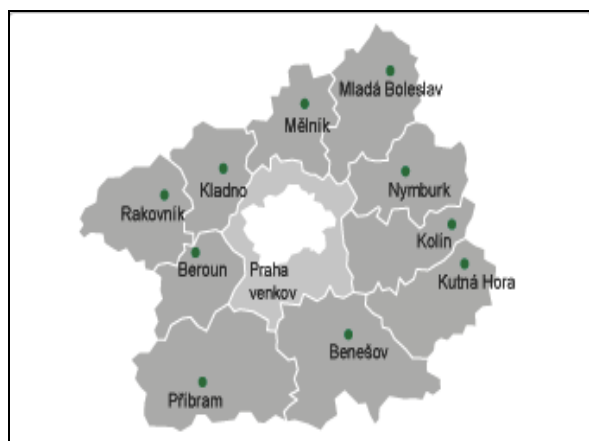 Mladá Boleslav
Mělník
Kladno
Nymburk
Rakovník
Kolín
Beroun
Praha
venkov
Kutná Hora
Benešov
Příbram